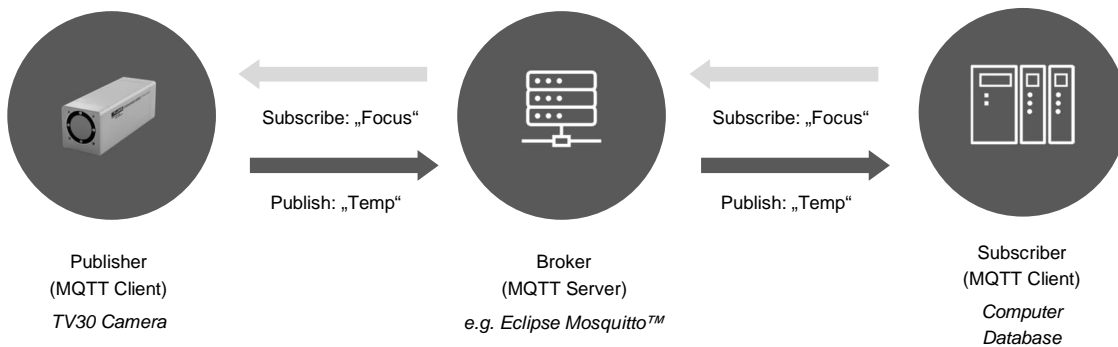 Subscribe: „Focus“
Subscribe: „Focus“
Publish: „Temp“
Publish: „Temp“
Publisher
(MQTT Client)
TV30 Camera
Broker
(MQTT Server)
e.g. Eclipse Mosquitto™
Subscriber
(MQTT Client)
Computer
Database